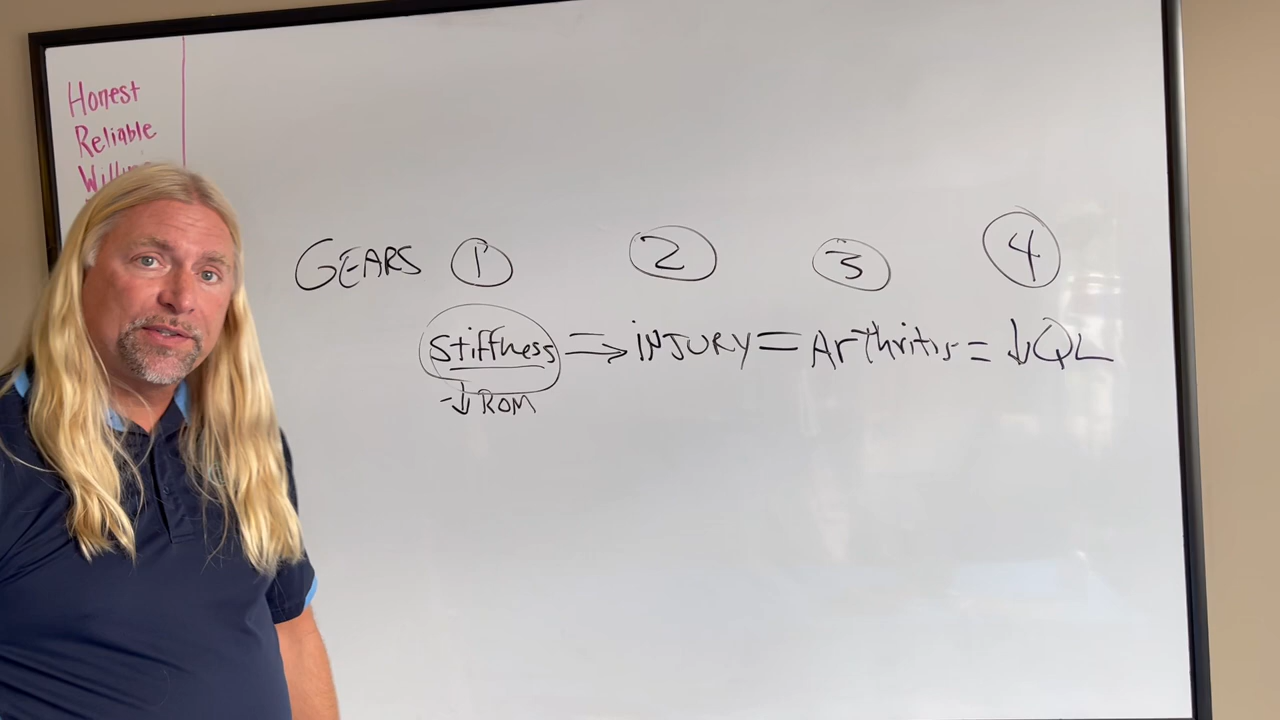 Honest
Reliable
GEARS ① ② ③ ④
Stiffness => INJURY = Arthritis = ↓QL
-↓ ROM